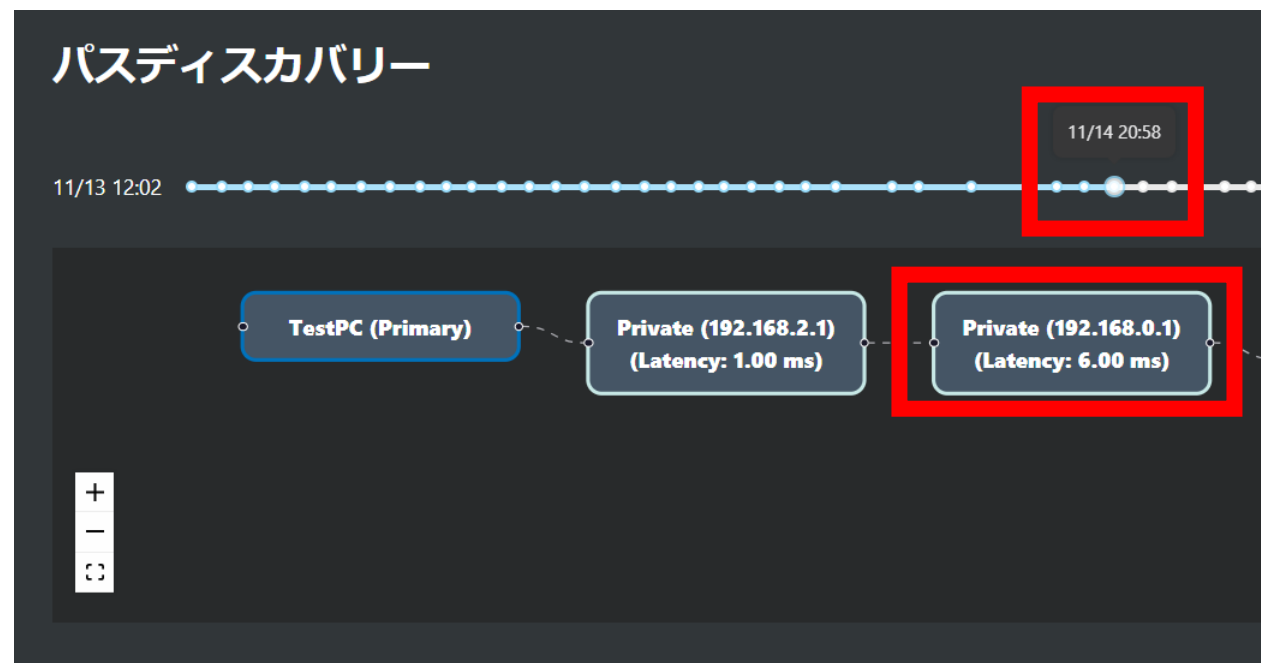 パスディスカバリー
11/14 20:58
11/13 12:02
TestPC (Primary)
Private (192.168.2.1)
(Latency: 1.00 ms)
Private (192.168.0.1)
(Latency: 6.00 ms)